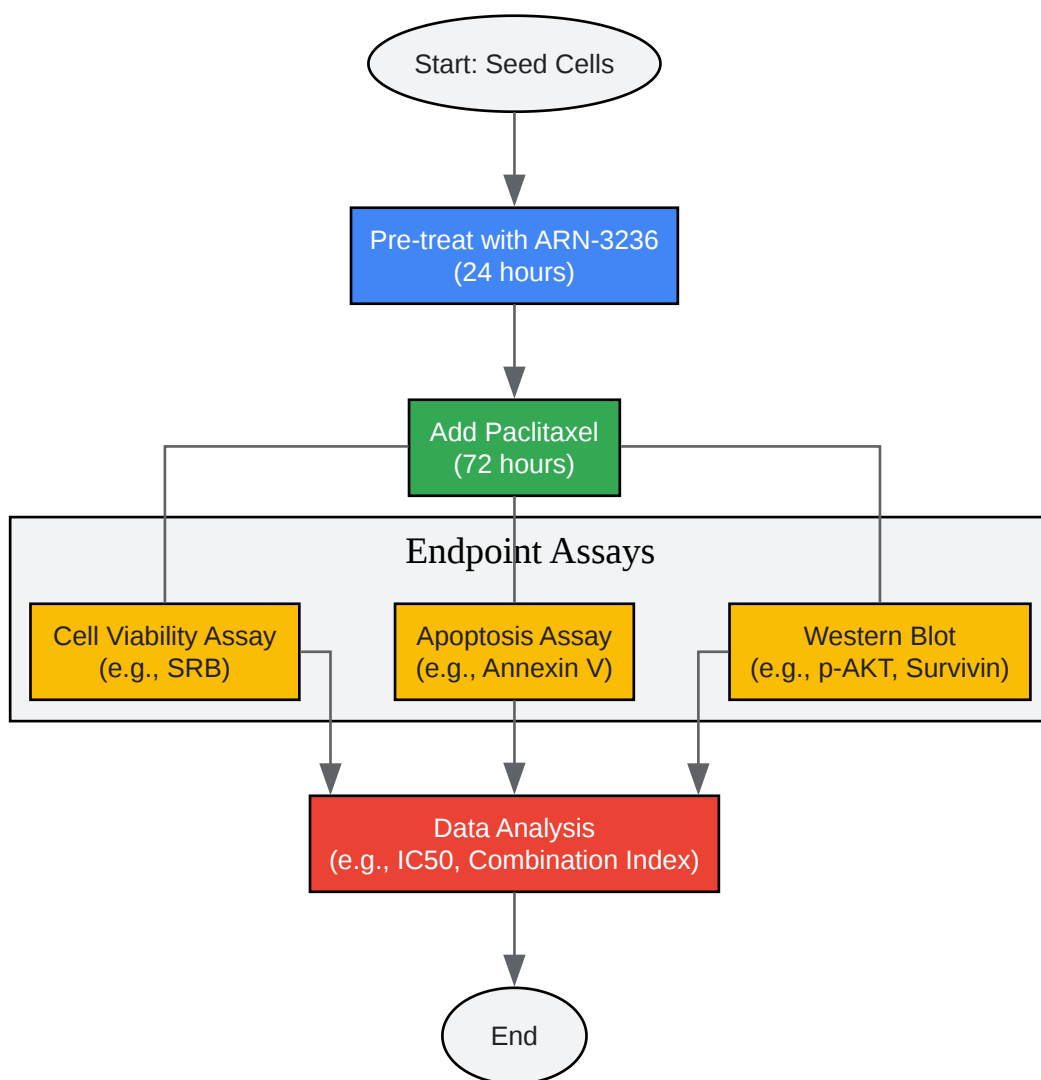 Start: Seed Cells
Pre-treat with ARN-3236
(24 hours)
Add Paclitaxel
(72 hours)
Endpoint Assays
Cell Viability Assay
(e.g., SRB)
Apoptosis Assay
(e.g., Annexin V)
Western Blot
(e.g., p-AKT, Survivin)
Data Analysis
(e.g., IC50, Combination Index)
End